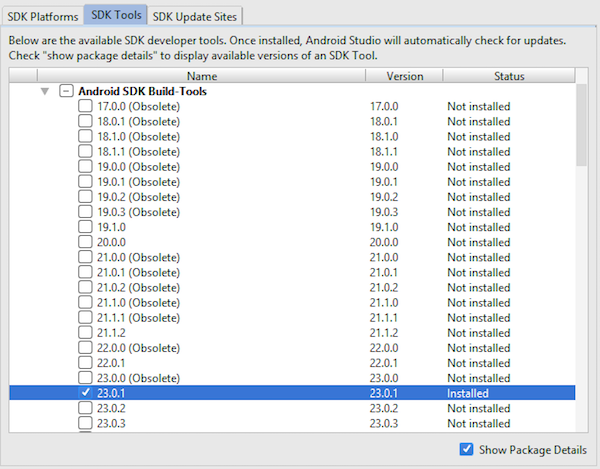 SDK Platforms SDK Tools SDK Update Sites
Below are the available SDK developer tools. Once installed, Android Studio will automatically check for updates.
Check "show package details" to display available versions of an SDK Tool.
Name Version Status
Android SDK Build-Tools
17.0.0 (Obsolete) 17.0.0 Not installed
18.0.1 (Obsolete) 18.0.1 Not installed
18.1.0 (Obsolete) 18.1.0 Not installed
18.1.1 (Obsolete) 18.1.1 Not installed
19.0.0 (Obsolete) 19.0.0 Not installed
19.0.1 (Obsolete) 19.0.1 Not installed
19.0.2 (Obsolete) 19.0.2 Not installed
19.0.3 (Obsolete) 19.0.3 Not installed
19.1.0 19.1.0 Not installed
20.0.0 20.0.0 Not installed
21.0.0 (Obsolete) 21.0.0 Not installed
21.0.1 (Obsolete) 21.0.1 Not installed
21.0.2 (Obsolete) 21.0.2 Not installed
21.1.0 (Obsolete) 21.1.0 Not installed
21.1.1 (Obsolete) 21.1.1 Not installed
21.1.2 21.1.2 Not installed
22.0.0 (Obsolete) 22.0.0 Not installed
22.0.1 22.0.1 Not installed
23.0.0 (Obsolete) 23.0.0 Not installed
23.0.1 23.0.1 Installed
23.0.2 23.0.2 Not installed
23.0.3 23.0.3 Not installed
Show Package Details